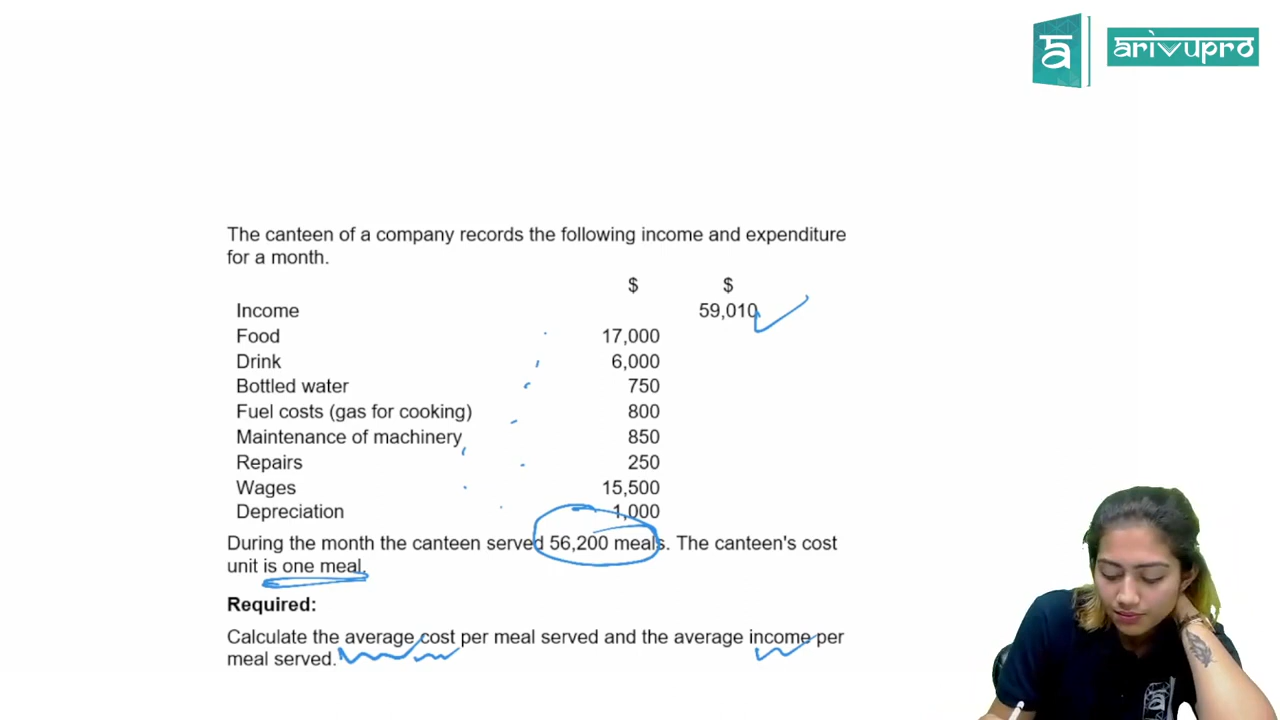 arivupro
The canteen of a company records the following income and expenditure
for a month.
$ $
Income 59,010
Food 17,000
Drink 6,000
Bottled water 750
Fuel costs (gas for cooking) 800
Maintenance of machinery 850
Repairs 250
Wages 15,500
Depreciation 1,000
During the month the canteen served 56,200 meals. The canteen's cost
unit is one meal.
Required:
Calculate the average cost per meal served and the average income per
meal served.